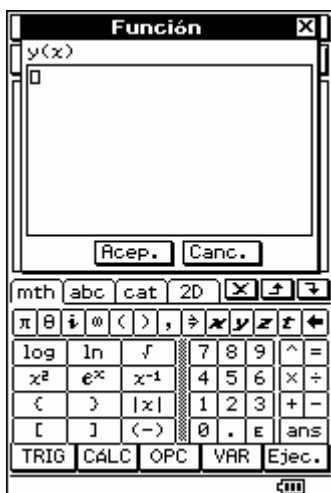 Función
y(x)
Acep. Canc.
mth abc cat 2D
π θ i ∞ ( ) , ⇒ x y z t ←
log ln √ 7 8 9 ^ =
x² eˣ x⁻¹ 4 5 6 × ÷
( ) |x| 1 2 3 + -
[ ] (-) 0 . E ans
TRIG CALC OPC VAR Ejec.